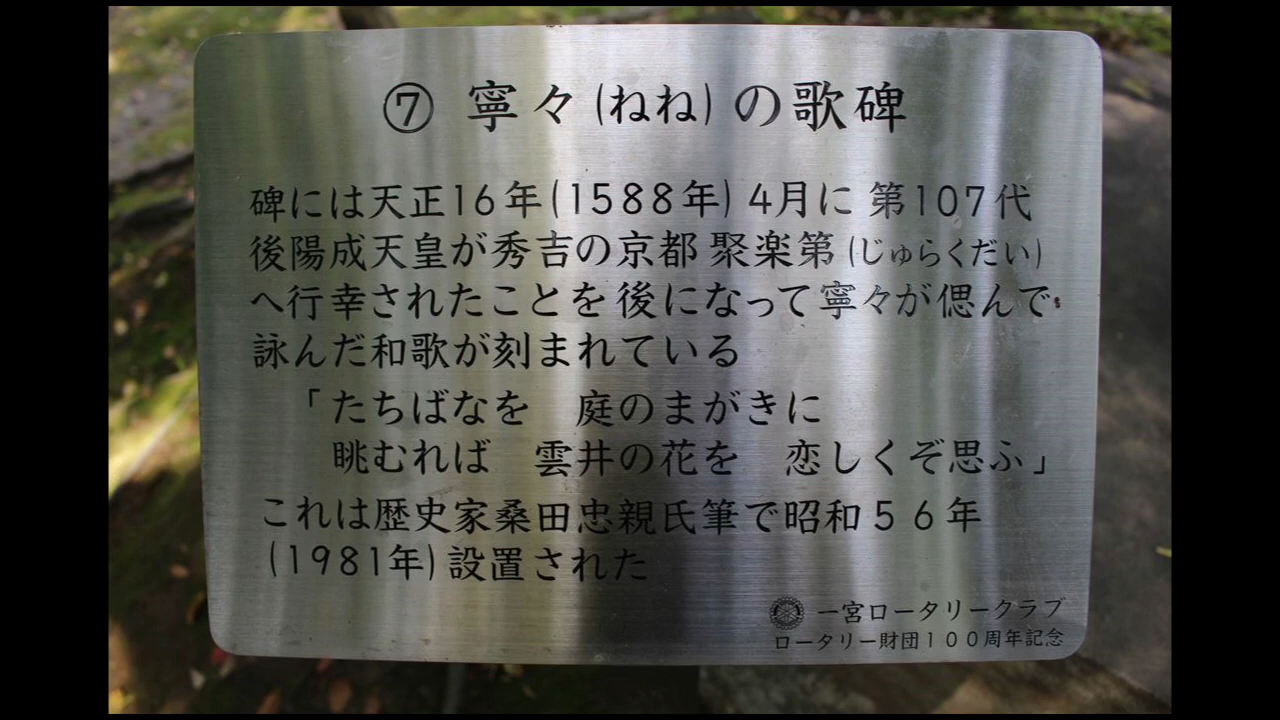 ⑦ 寧々(ねね)の歌碑
碑には天正16年(1588年)4月に 第107代
後陽成天皇が秀吉の京都 聚楽第(じゅらくだい)
へ行幸されたことを後になって寧々が偲んで
詠んだ和歌が刻まれている
「たちばなを　庭のまがきに
眺むれば　雲井の花を　恋しくぞ思ふ」
これは歴史家桑田忠親氏筆で昭和56年
(1981年)設置された
一宮ロータリークラブ
ロータリー財団100周年記念